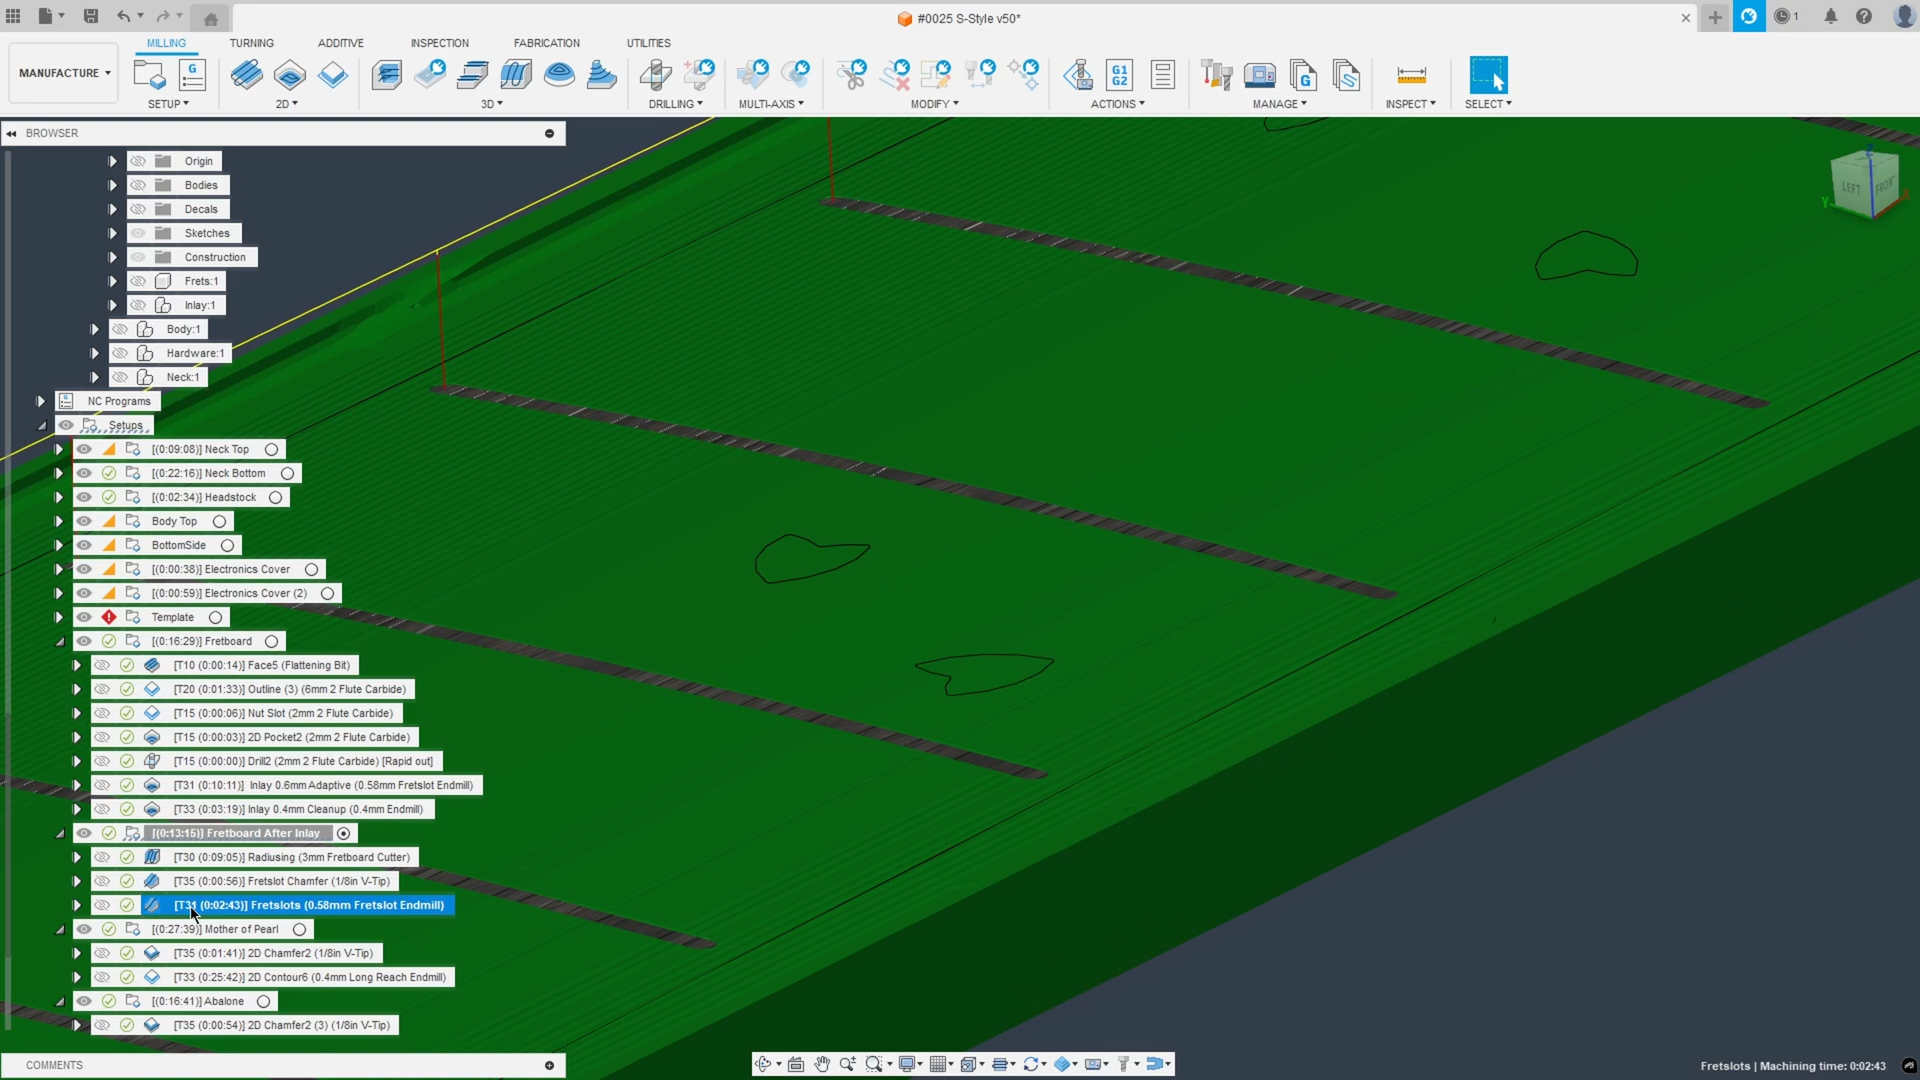 #0025 S-Style v50*
1
MANUFACTURE
MILLING
TURNING
ADDITIVE
INSPECTION
FABRICATION
UTILITIES
G
G1
G2
G
SETUP
2D
3D
DRILLING
MULTI-AXIS
MODIFY
ACTIONS
MANAGE
INSPECT
SELECT
BROWSER
Origin
Bodies
Decals
Sketches
Construction
Frets:1
Inlay:1
Body:1
Hardware:1
Neck:1
NC Programs
Setups
[(0:09:08)] Neck Top
[(0:22:16)] Neck Bottom
[(0:02:34)] Headstock
Body Top
BottomSide
[(0:00:38)] Electronics Cover
[(0:00:59)] Electronics Cover (2)
Template
[(0:16:29)] Fretboard
[T10 (0:00:14)] Face5 (Flattening Bit)
[T20 (0:01:33)] Outline (3) (6mm 2 Flute Carbide)
[T15 (0:00:06)] Nut Slot (2mm 2 Flute Carbide)
[T15 (0:00:03)] 2D Pocket2 (2mm 2 Flute Carbide)
[T15 (0:00:00)] Drill2 (2mm 2 Flute Carbide) [Rapid out]
[T31 (0:10:11)] Inlay 0.6mm Adaptive (0.58mm Fretslot Endmill)
[T33 (0:03:19)] Inlay 0.4mm Cleanup (0.4mm Endmill)
[(0:13:15)] Fretboard After Inlay
[T30 (0:09:05)] Radiusing (3mm Fretboard Cutter)
[T35 (0:00:56)] Fretslot Chamfer (1/8in V-Tip)
[T31 (0:02:43)] Fretslots (0.58mm Fretslot Endmill)
[(0:27:39)] Mother of Pearl
[T35 (0:01:41)] 2D Chamfer2 (1/8in V-Tip)
[T33 (0:25:42)] 2D Contour6 (0.4mm Long Reach Endmill)
[(0:16:41)] Abalone
[T35 (0:00:54)] 2D Chamfer2 (3) (1/8in V-Tip)
COMMENTS
Z
LEFT
FRONT
Y
Fretslots | Machining time: 0:02:43